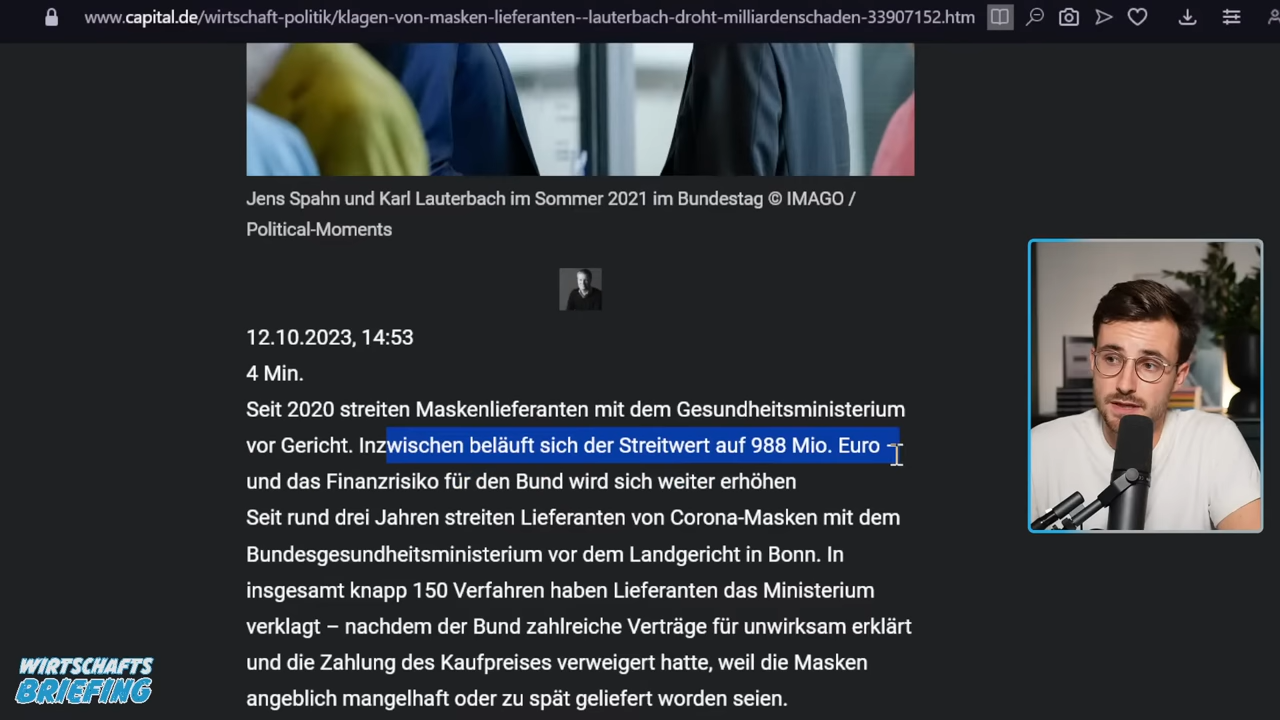 www.capital.de/wirtschaft-politik/klagen-von-masken-lieferanten--lauterbach-droht-milliardenschaden-33907152.htm
Jens Spahn und Karl Lauterbach im Sommer 2021 im Bundestag © IMAGO /
Political-Moments
12.10.2023, 14:53
4 Min.
Seit 2020 streiten Maskenlieferanten mit dem Gesundheitsministerium
vor Gericht. Inzwischen beläuft sich der Streitwert auf 988 Mio. Euro –
und das Finanzrisiko für den Bund wird sich weiter erhöhen
Seit rund drei Jahren streiten Lieferanten von Corona-Masken mit dem
Bundesgesundheitsministerium vor dem Landgericht in Bonn. In
insgesamt knapp 150 Verfahren haben Lieferanten das Ministerium
verklagt – nachdem der Bund zahlreiche Verträge für unwirksam erklärt
und die Zahlung des Kaufpreises verweigert hatte, weil die Masken
angeblich mangelhaft oder zu spät geliefert worden seien.
WIRTSCHAFTS
BRIEFING